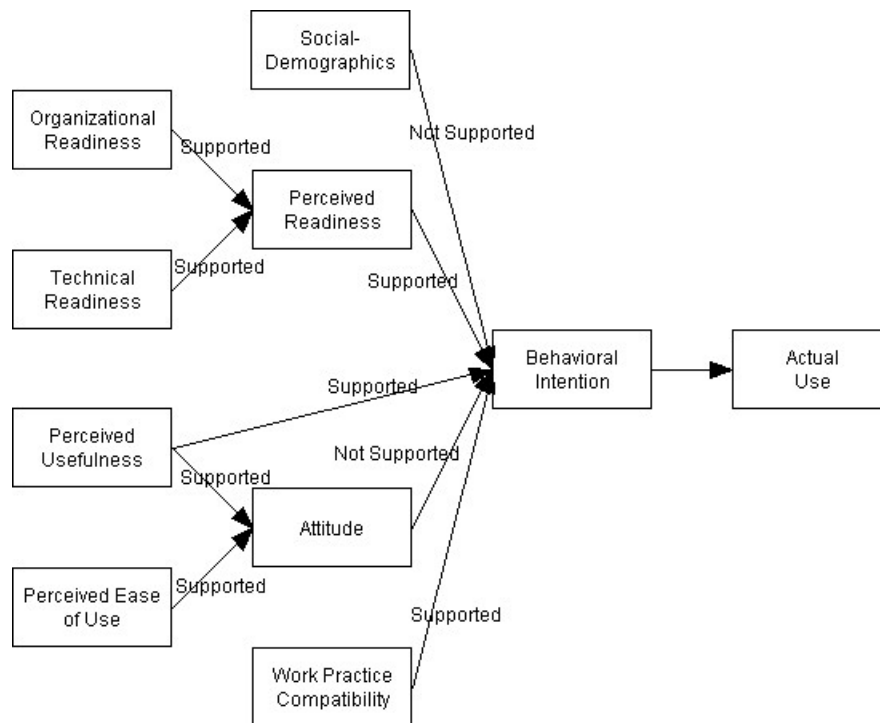 Social-
Demographics
Organizational
Readiness
Supported
Not Supported
Perceived
Readiness
Technical
Readiness
Supported
Supported
Behavioral
Intention
Actual
Use
Supported
Perceived
Usefulness
Not Supported
Supported
Attitude
Perceived Ease
of Use
Supported
Supported
Work Practice
Compatibility